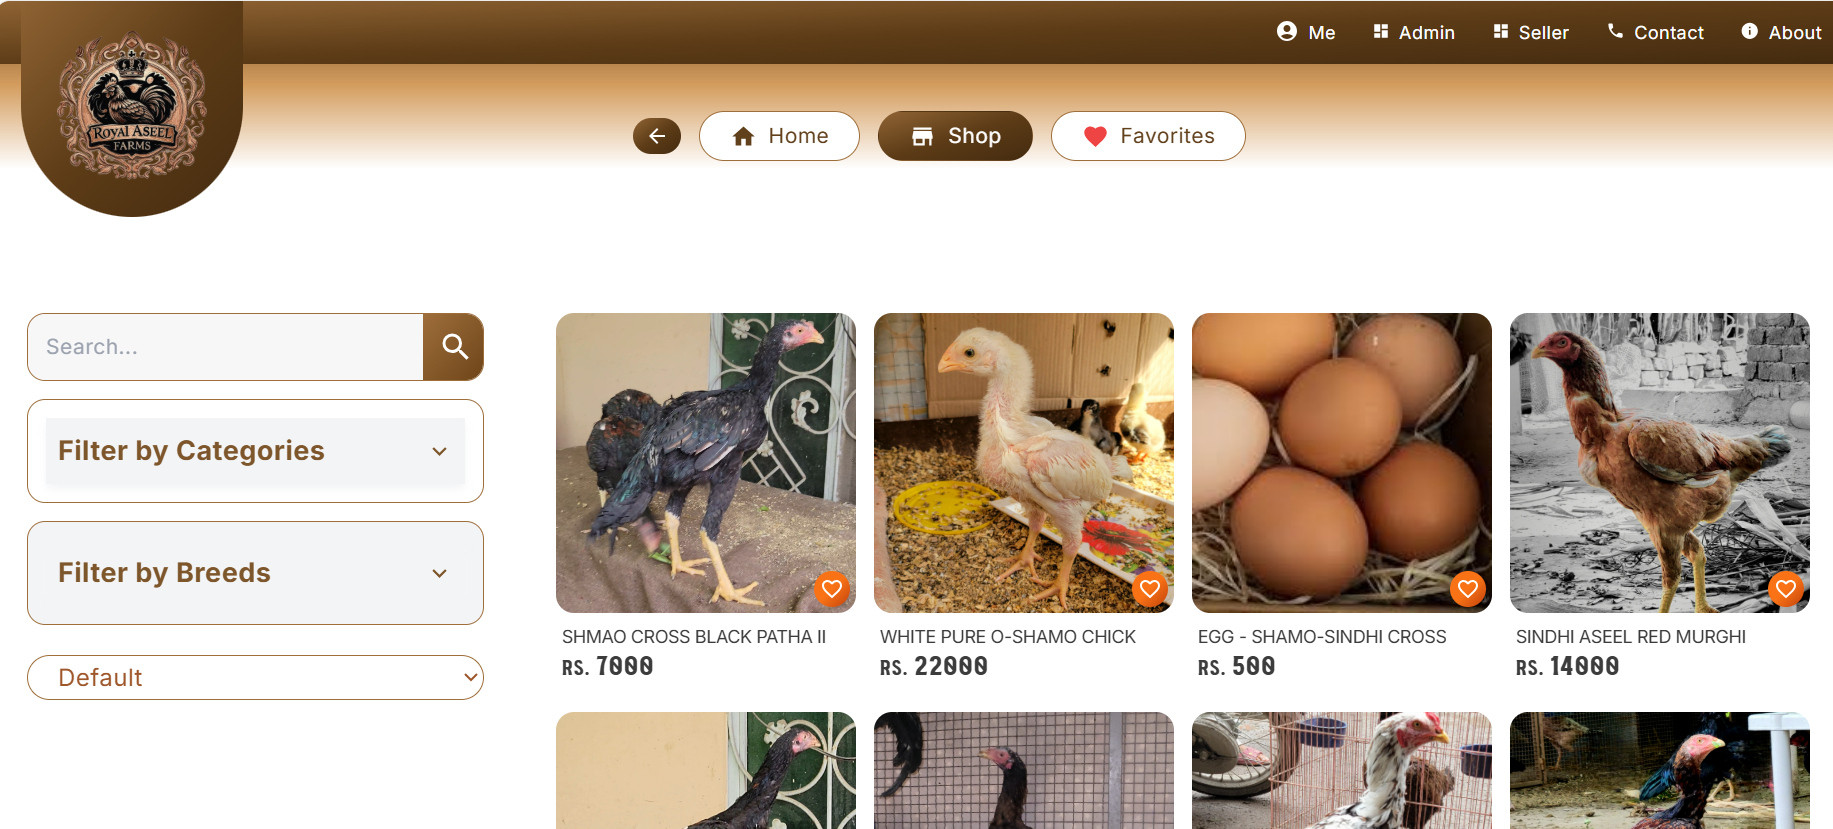 Me
Admin
Seller
Contact
About
ROYAL ASEEL
FARMS
Home
Shop
Favorites
Search...
Filter by Categories
Filter by Breeds
Default
SHMAO CROSS BLACK PATHA II
RS. 7000
WHITE PURE O-SHAMO CHICK
RS. 22000
EGG - SHAMO-SINDHI CROSS
RS. 500
SINDHI ASEEL RED MURGHI
RS. 14000